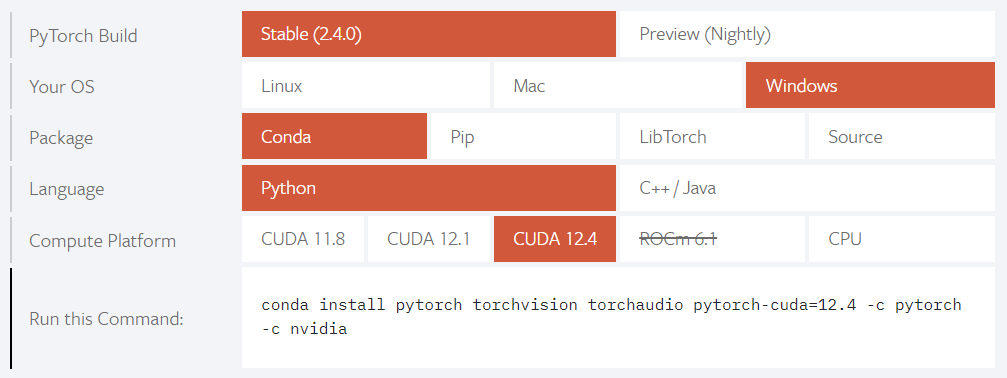 PyTorch Build Stable (2.4.0) Preview (Nightly)
Your OS Linux Mac Windows
Package Conda Pip LibTorch Source
Language Python C++ / Java
Compute Platform CUDA 11.8 CUDA 12.1 CUDA 12.4 ROCm 6.1 CPU
Run this Command: conda install pytorch torchvision torchaudio pytorch-cuda=12.4 -c pytorch
-c nvidia